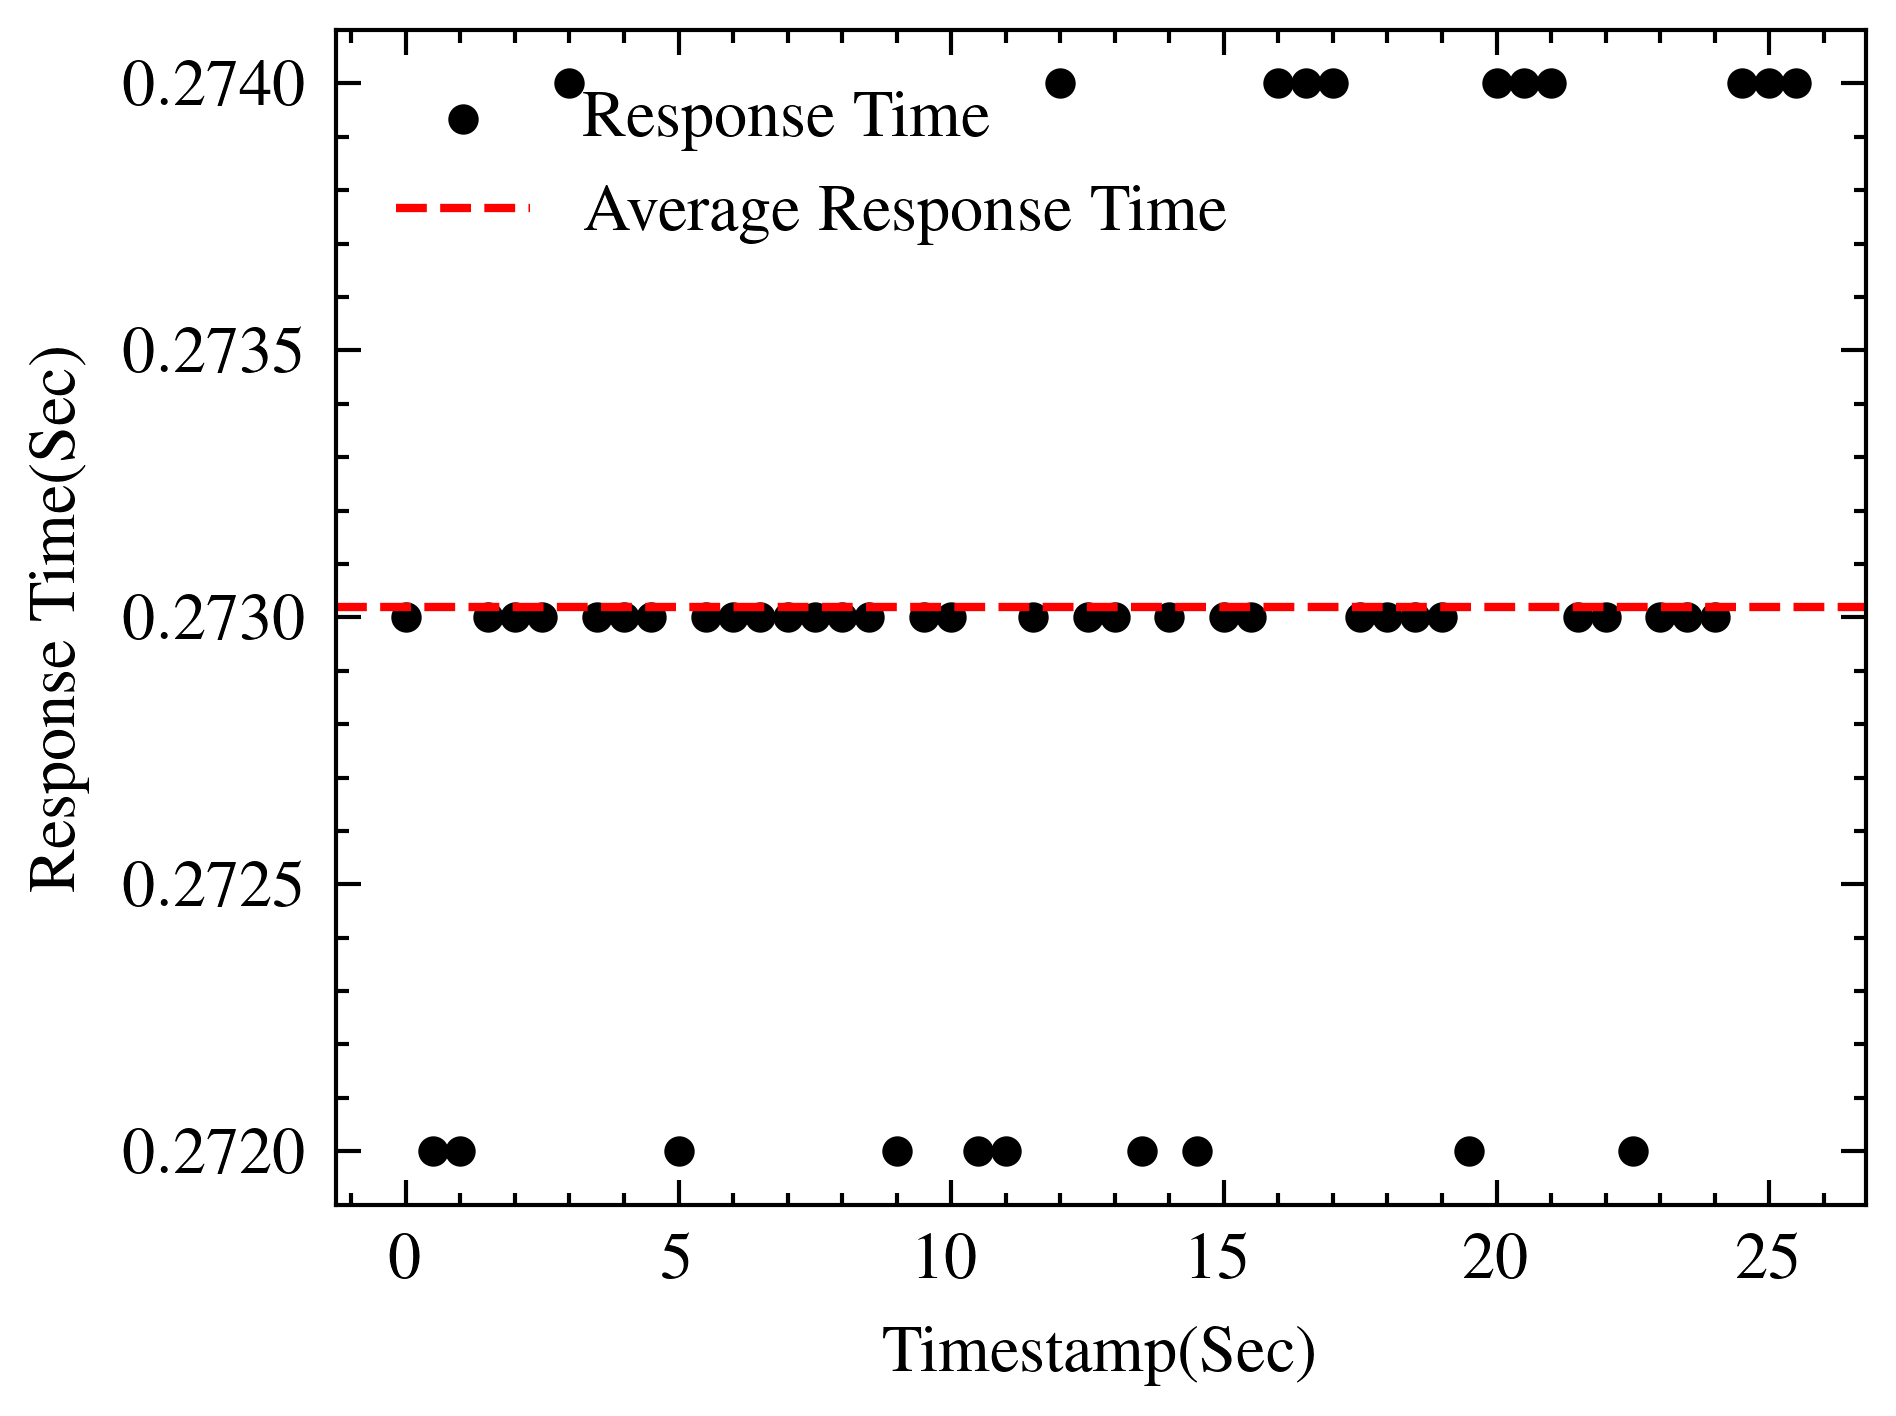 0.2740
0.2735
0.2730
0.2725
0.2720
Response Time(Sec)
Response Time
Average Response Time
0 5 10 15 20 25
Timestamp(Sec)